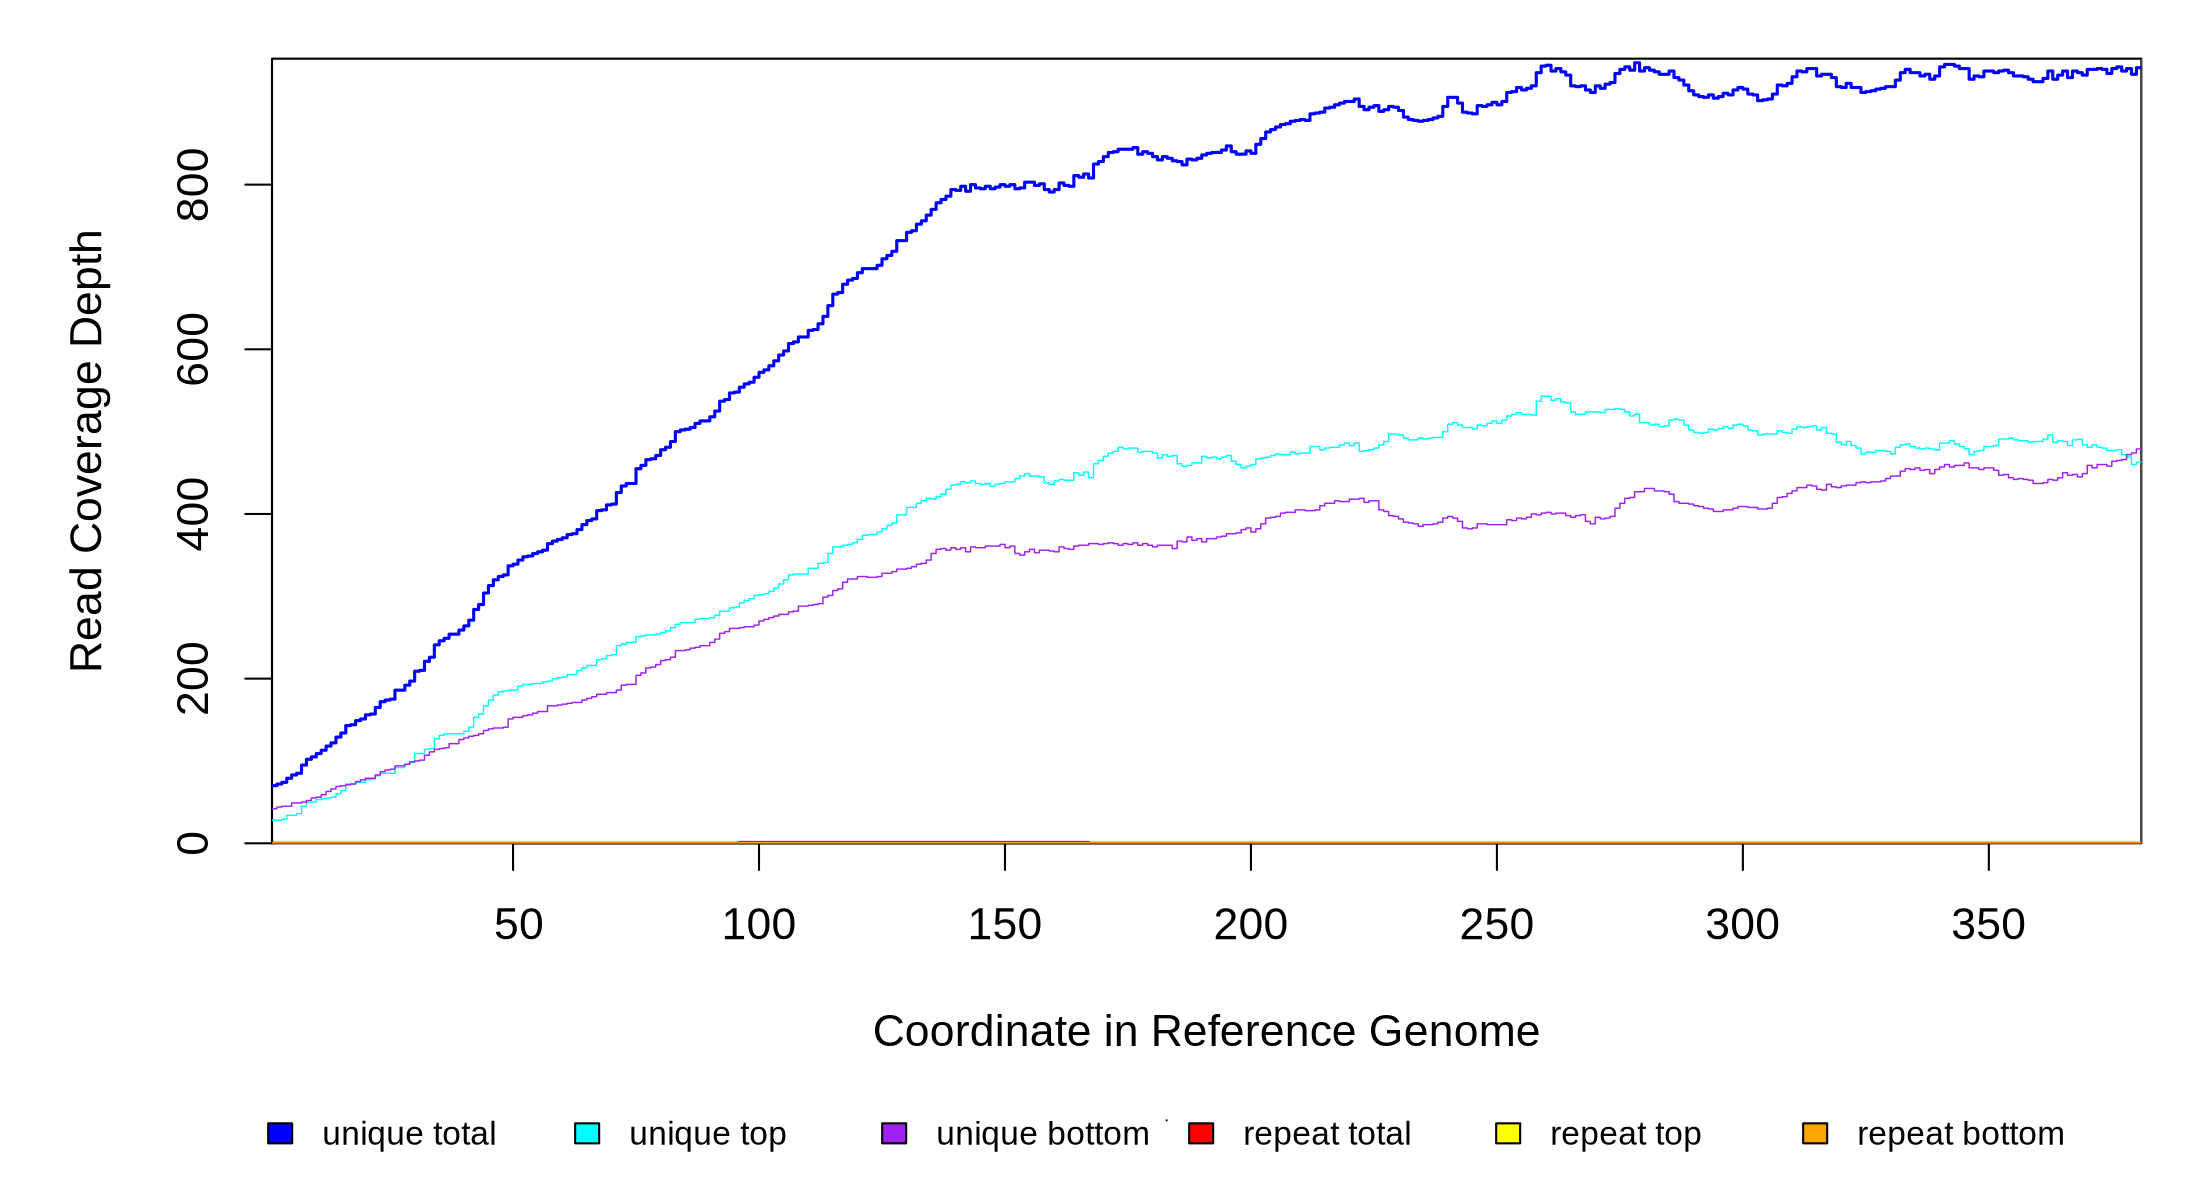 Read Coverage Depth
800
600
400
200
0
50 100 150 200 250 300 350
Coordinate in Reference Genome
unique total unique top unique bottom repeat total repeat top repeat bottom